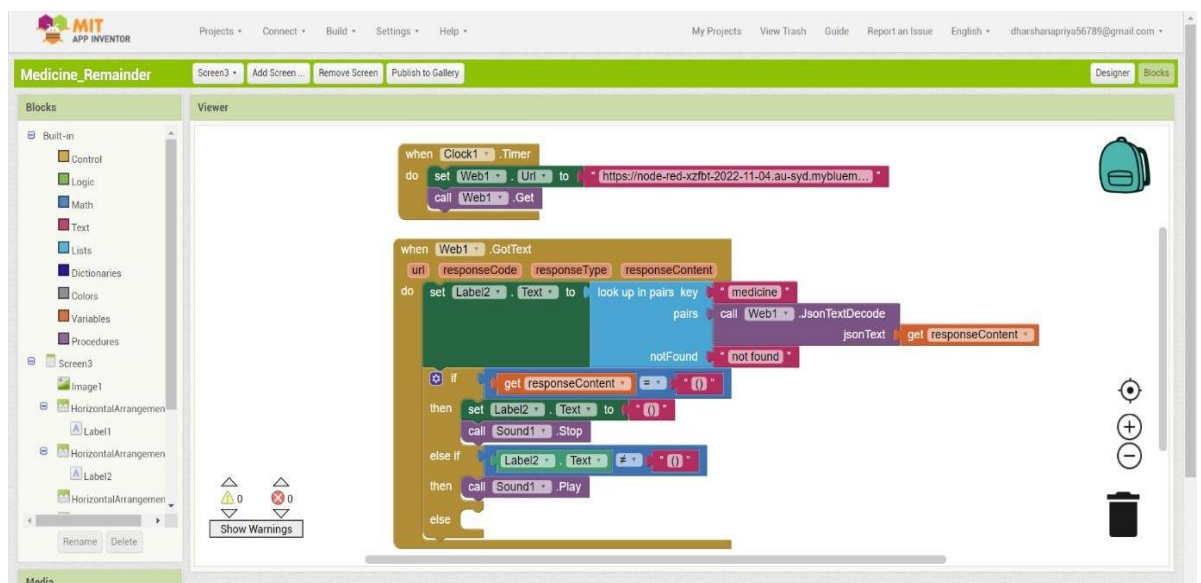 MIT
APP INVENTOR
Projects Connect Build Settings Help My Projects View Trash Guide Report an Issue English dharshanapriya56789@gmail.com
Medicine_Remainder Screen3 Add Screen ... Remove Screen Publish to Gallery Designer Blocks
Blocks Viewer
Built-in
Control
Logic
Math
Text
Lists
Dictionaries
Colors
Variables
Procedures
Screen3
Image1
HorizontalArrangemen
Label1
HorizontalArrangemen
Label2
HorizontalArrangemen
Rename Delete
Media
when Clock1 .Timer
do set Web1 . Url to " https://node-red-xzfbt-2022-11-04.au-syd.mybluem... "
call Web1 .Get
when Web1 .GotText
url responseCode responseType responseContent
do set Label2 . Text to look up in pairs key " medicine "
pairs call Web1 .JsonTextDecode
jsonText get responseContent
notFound " not found "
if get responseContent = " () "
then set Label2 . Text to " () "
call Sound1 .Stop
else if Label2 . Text ≠ " () "
then call Sound1 .Play
else
0 0
Show Warnings